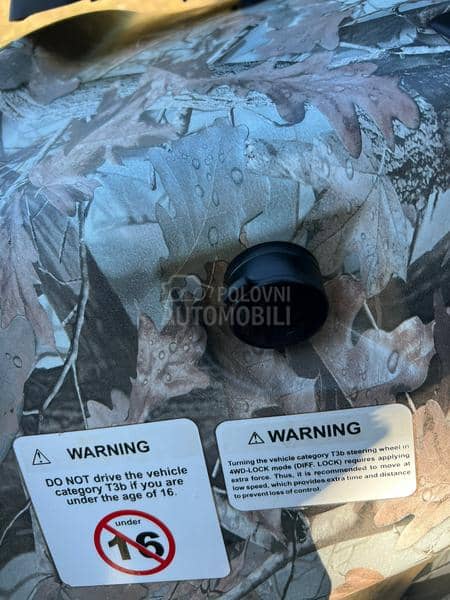 POLOVNI
AUTOMOBILI
WARNING
DO NOT drive the vehicle
category T3b if you are
under the age of 16.
under
16
WARNING
Turning the vehicle category T3b steering wheel in
4WD-LOCK mode (DIFF. LOCK) requires applying
extra force. Thus, it is recommended to move at
low speed, which provides extra time and distance
to prevent loss of control.